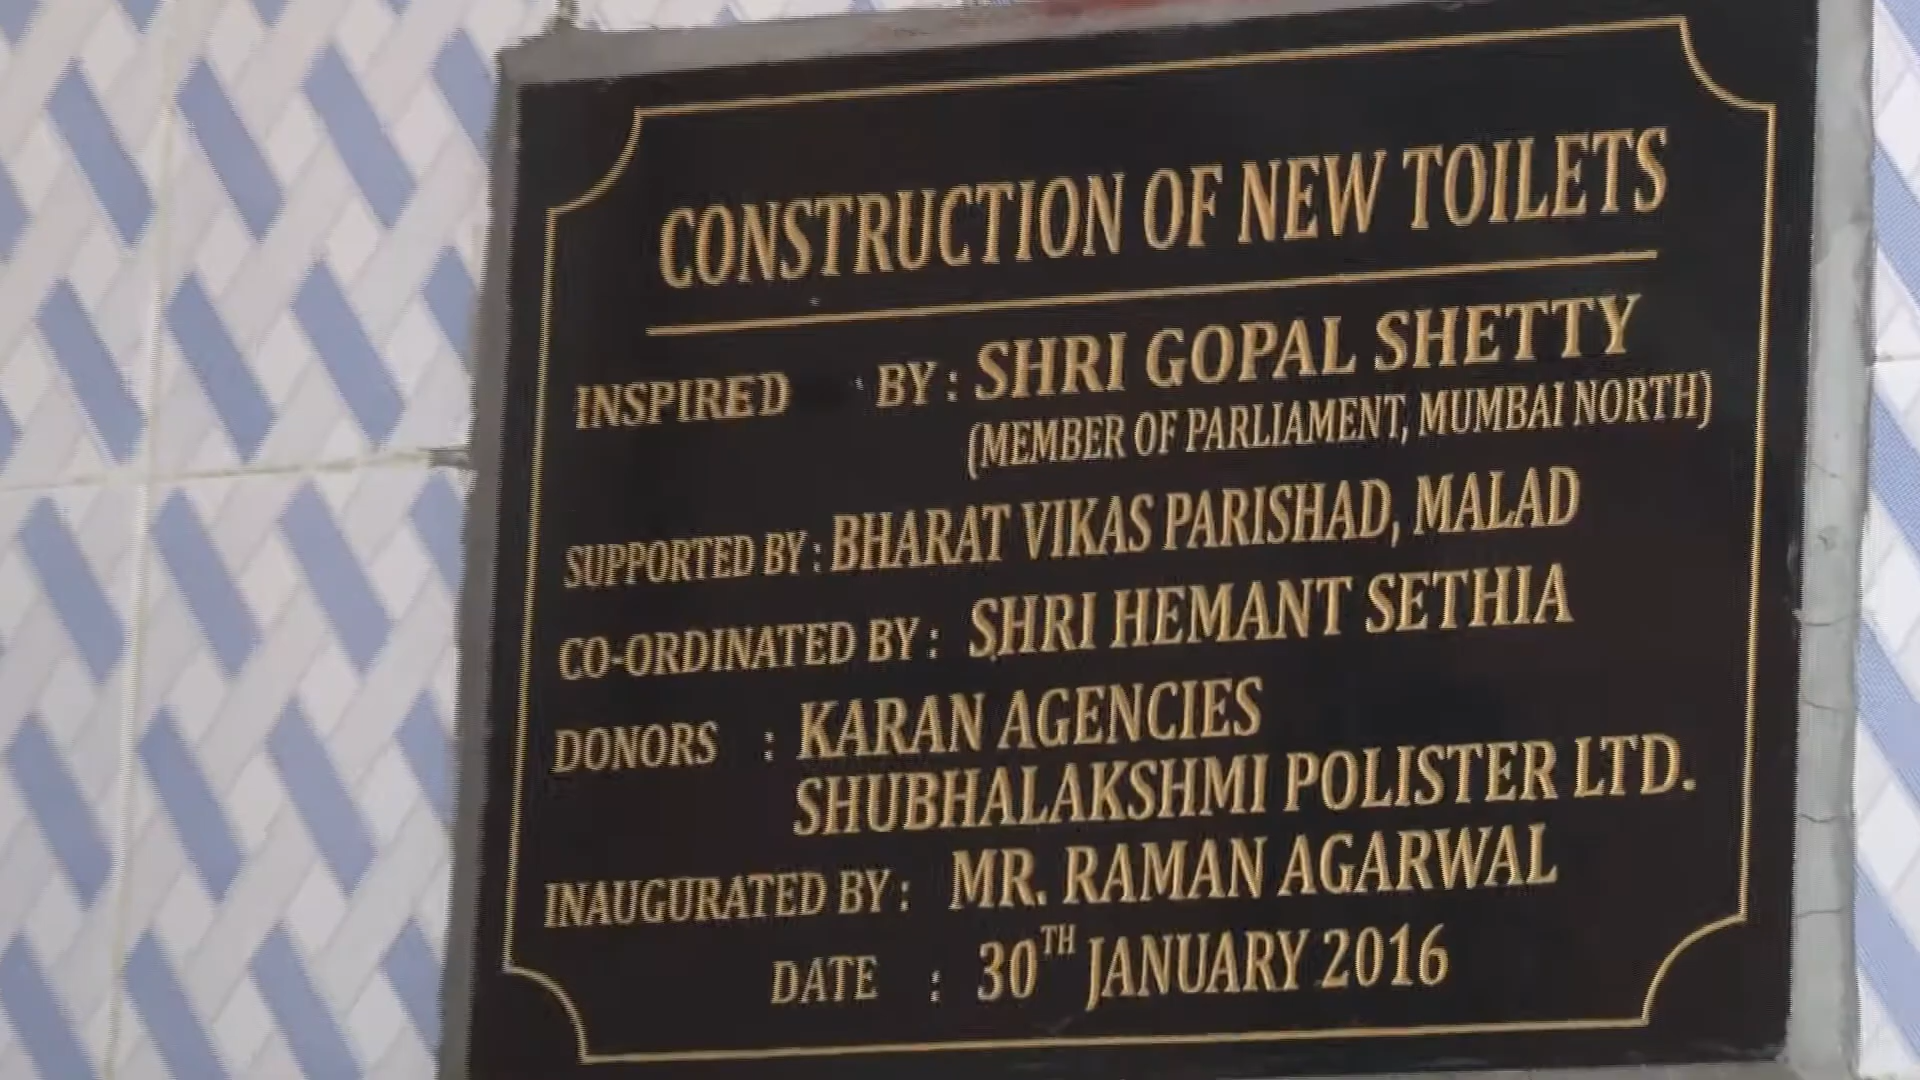 CONSTRUCTION OF NEW TOILETS
INSPIRED BY : SHRI GOPAL SHETTY
(MEMBER OF PARLIAMENT, MUMBAI NORTH)
SUPPORTED BY : BHARAT VIKAS PARISHAD, MALAD
CO-ORDINATED BY : SHRI HEMANT SETHIA
DONORS : KARAN AGENCIES
SHUBHALAKSHMI POLISTER LTD.
INAUGURATED BY : MR. RAMAN AGARWAL
DATE : 30TH JANUARY 2016